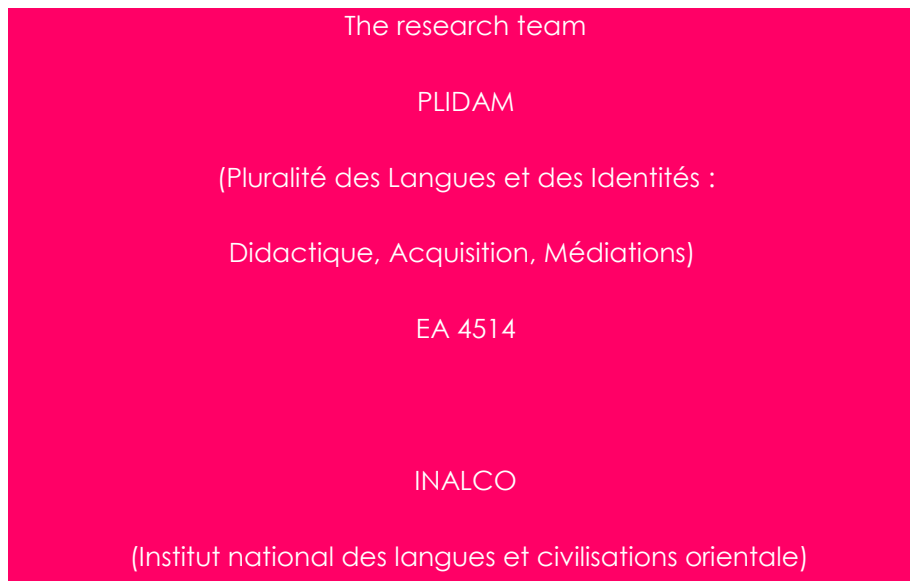 The research team
PLIDAM
(Pluralité des Langues et des Identités :
Didactique, Acquisition, Médiations)
EA 4514
INALCO
(Institut national des langues et civilisations orientale)